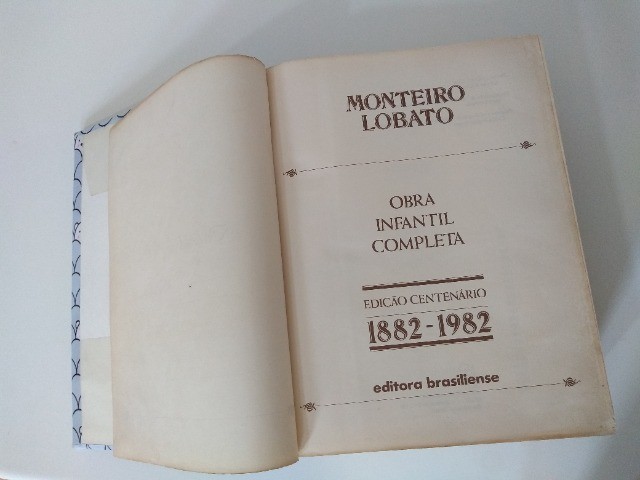 MONTEIRO
LOBATO
OBRA
INFANTIL
COMPLETA
EDIÇÃO CENTENÁRIO
1882-1982
editora brasiliense